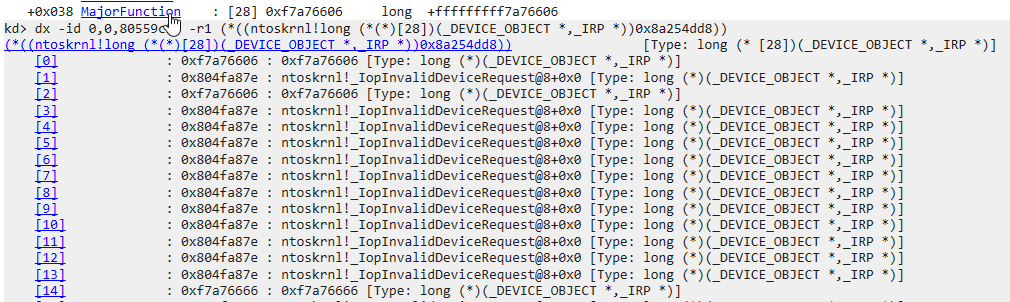 +0x038 MajorFunction : [28] 0xf7a76606 long +fffffffff7a76606
kd> dx -id 0,0,80559c -r1 (*((ntoskrnl!long (*(*)[28])(_DEVICE_OBJECT *,_IRP *))0x8a254dd8))
(*((ntoskrnl!long (*(*)[28])(_DEVICE_OBJECT *,_IRP *))0x8a254dd8)) [Type: long (* [28])(_DEVICE_OBJECT *,_IRP *)]
[0] : 0xf7a76606 : 0xf7a76606 [Type: long (*)(_DEVICE_OBJECT *,_IRP *)]
[1] : 0x804fa87e : ntoskrnl!_IopInvalidDeviceRequest@8+0x0 [Type: long (*)(_DEVICE_OBJECT *,_IRP *)]
[2] : 0xf7a76606 : 0xf7a76606 [Type: long (*)(_DEVICE_OBJECT *,_IRP *)]
[3] : 0x804fa87e : ntoskrnl!_IopInvalidDeviceRequest@8+0x0 [Type: long (*)(_DEVICE_OBJECT *,_IRP *)]
[4] : 0x804fa87e : ntoskrnl!_IopInvalidDeviceRequest@8+0x0 [Type: long (*)(_DEVICE_OBJECT *,_IRP *)]
[5] : 0x804fa87e : ntoskrnl!_IopInvalidDeviceRequest@8+0x0 [Type: long (*)(_DEVICE_OBJECT *,_IRP *)]
[6] : 0x804fa87e : ntoskrnl!_IopInvalidDeviceRequest@8+0x0 [Type: long (*)(_DEVICE_OBJECT *,_IRP *)]
[7] : 0x804fa87e : ntoskrnl!_IopInvalidDeviceRequest@8+0x0 [Type: long (*)(_DEVICE_OBJECT *,_IRP *)]
[8] : 0x804fa87e : ntoskrnl!_IopInvalidDeviceRequest@8+0x0 [Type: long (*)(_DEVICE_OBJECT *,_IRP *)]
[9] : 0x804fa87e : ntoskrnl!_IopInvalidDeviceRequest@8+0x0 [Type: long (*)(_DEVICE_OBJECT *,_IRP *)]
[10] : 0x804fa87e : ntoskrnl!_IopInvalidDeviceRequest@8+0x0 [Type: long (*)(_DEVICE_OBJECT *,_IRP *)]
[11] : 0x804fa87e : ntoskrnl!_IopInvalidDeviceRequest@8+0x0 [Type: long (*)(_DEVICE_OBJECT *,_IRP *)]
[12] : 0x804fa87e : ntoskrnl!_IopInvalidDeviceRequest@8+0x0 [Type: long (*)(_DEVICE_OBJECT *,_IRP *)]
[13] : 0x804fa87e : ntoskrnl!_IopInvalidDeviceRequest@8+0x0 [Type: long (*)(_DEVICE_OBJECT *,_IRP *)]
[14] : 0xf7a76666 : 0xf7a76666 [Type: long (*)(_DEVICE_OBJECT *,_IRP *)]